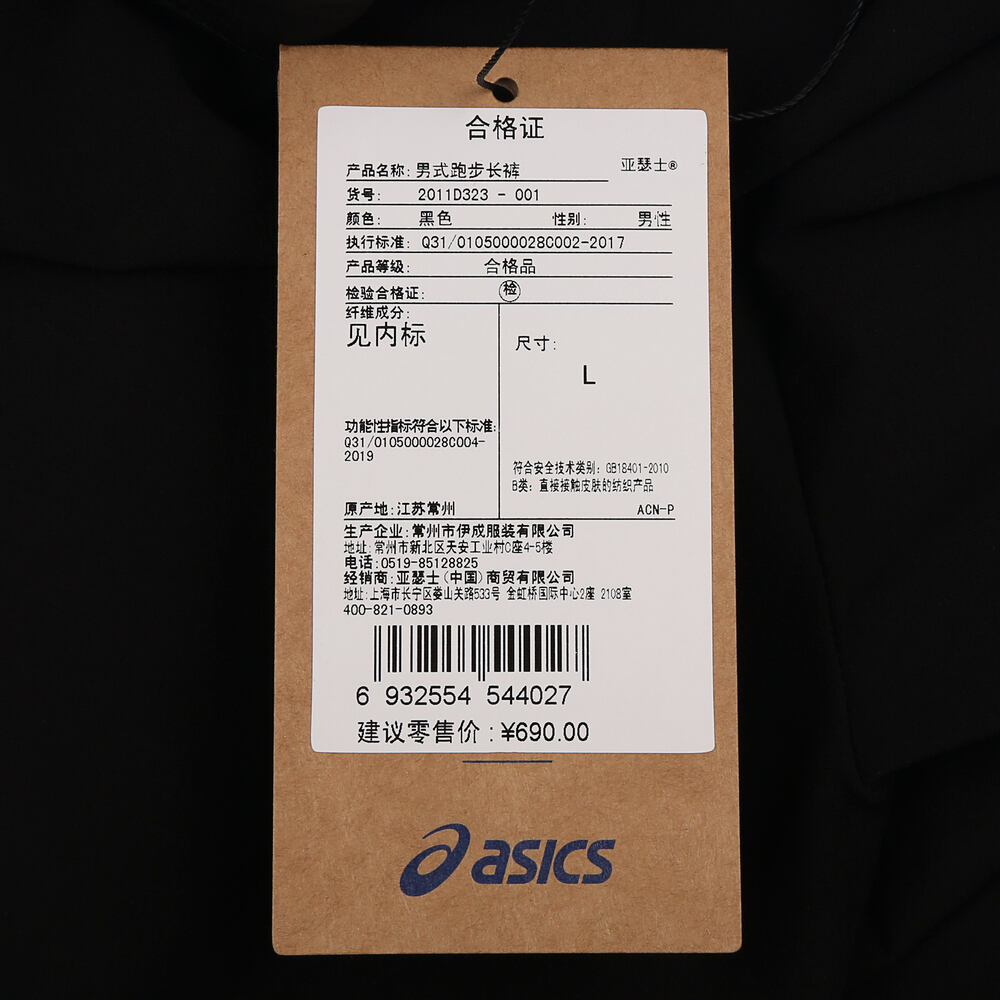 合格证
产品名称: 男式跑步长裤 亚瑟士®
货号: 2011D323 - 001
颜色: 黑色 性别: 男性
执行标准: Q31/0105000028C002-2017
产品等级: 合格品
检验合格证: 检
纤维成分:
见内标
尺寸:
L
功能性指标符合以下标准:
Q31/0105000028C004-
2019
符合安全技术类别: GB18401-2010
B类: 直接接触皮肤的纺织产品
原产地: 江苏常州
ACN-P
生产企业: 常州市伊成服装有限公司
地址: 常州市新北区天安工业村C座4-5楼
电话: 0519-85128825
经销商: 亚瑟士(中国)商贸有限公司
地址: 上海市长宁区娄山关路533号 金虹桥国际中心2座 2108室
400-821-0893
6 932554 544027
建议零售价: ¥690.00
asics